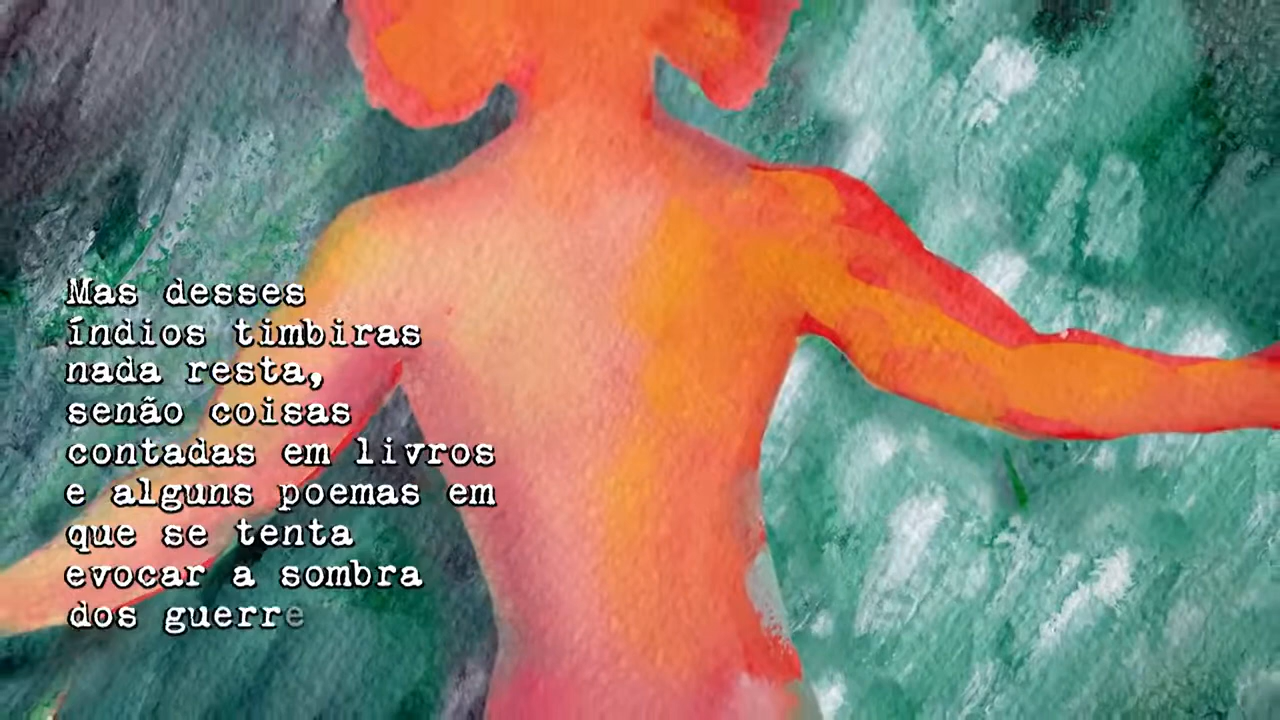 Mas desses
índios timbiras
nada resta,
senão coisas
contadas em livros
e alguns poemas em
que se tenta
evocar a sombra
dos guerre